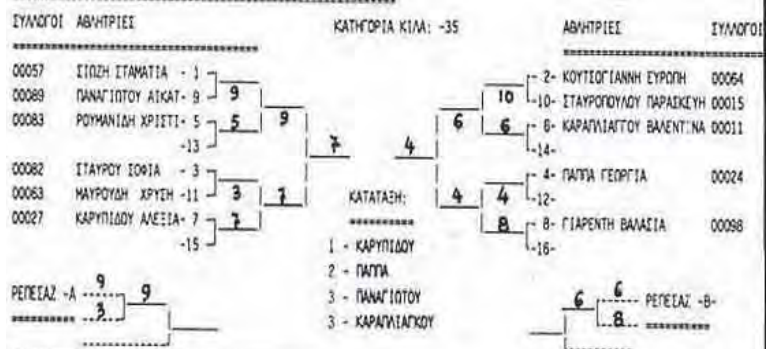 ΣΥΛΛΟΓΟΙ ΑΘΛΗΤΡΙΕΣ ΚΑΤΗΓΟΡΙΑ ΚΙΛΑ: -35 ΑΘΛΗΤΡΙΕΣ ΣΥΛΛΟΓΟΙ
00057 ΣΙΩΖΗ ΣΤΑΜΑΤΙΑ - 1
00089 ΠΑΝΑΓΙΩΤΟΥ ΑΙΚΑΤ- 9
9
00083 ΡΟΥΜΑΝΙΔΗ ΧΡΙΣΤΙ- 5
-13
5
9
00082 ΣΤΑΥΡΟΥ ΣΟΦΙΑ - 3
00063 ΜΑΥΡΟΥΔΗ ΧΡΥΣΗ -11
3
00027 ΚΑΡΥΠΙΔΟΥ ΑΛΕΞΙΑ- 7
-15
7
7
7
2- ΚΟΥΤΣΟΓΙΑΝΝΗ ΕΥΡΩΠΗ 00064
-10- ΣΤΑΥΡΟΠΟΥΛΟΥ ΠΑΡΑΣΚΕΥΗ 00015
10
6- ΚΑΡΑΠΛΙΑΓΓΟΥ ΒΑΛΕΝΤΙΝΑ 00011
-14-
6
6
4- ΠΑΠΠΑ ΓΕΩΡΓΙΑ 00024
-12-
4
8- ΓΙΑΡΕΝΤΗ ΒΑΛΑΣΙΑ 00098
-16-
8
4
4
ΚΑΤΑΤΑΞΗ:
*********
1 - ΚΑΡΥΠΙΔΟΥ
2 - ΠΑΠΠΑ
3 - ΠΑΝΑΓΙΩΤΟΥ
3 - ΚΑΡΑΠΛΙΑΓΚΟΥ
ΡΕΠΕΣΑΖ -Α
*********
9
3
9
ΡΕΠΕΣΑΖ -Β-
*********
6
8
6